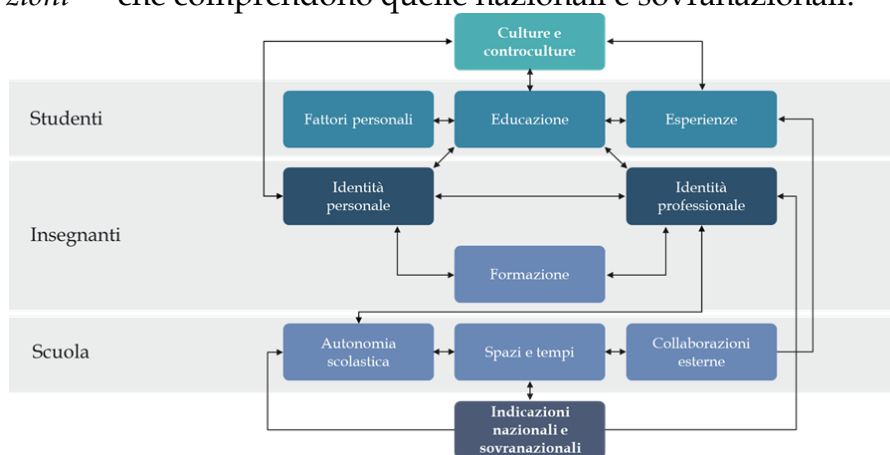 zioni — che comprendono quelle nazionali e sovranazionali.
Culture e
controculture
Studenti
Fattori personali
Educazione
Esperienze
Insegnanti
Identità
personale
Identità
professionale
Formazione
Scuola
Autonomia
scolastica
Spazi e tempi
Collaborazioni
esterne
Indicazioni
nazionali e
sovranazionali